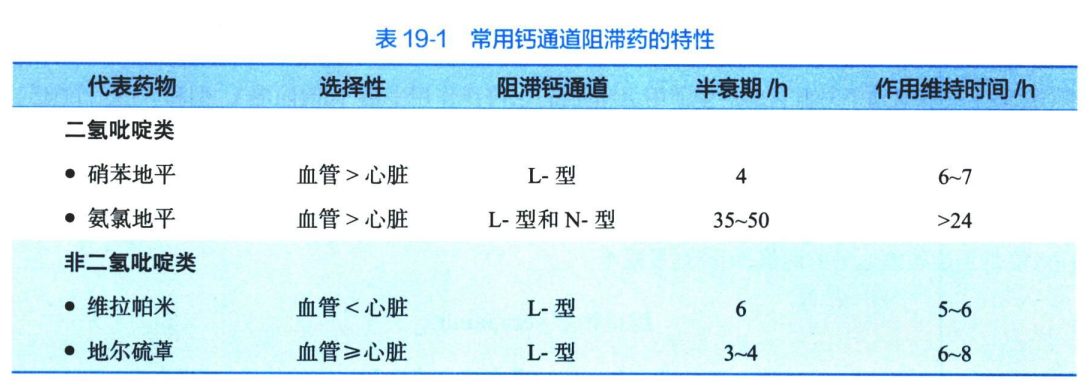 表 19-1 常用钙通道阻滞药的特性
代表药物 选择性 阻滞钙通道 半衰期 /h 作用维持时间 /h
二氢吡啶类
• 硝苯地平 血管 > 心脏 L- 型 4 6~7
• 氨氯地平 血管 > 心脏 L- 型和 N- 型 35~50 >24
非二氢吡啶类
• 维拉帕米 血管 < 心脏 L- 型 6 5~6
• 地尔硫䓬 血管 ≥ 心脏 L- 型 3~4 6~8